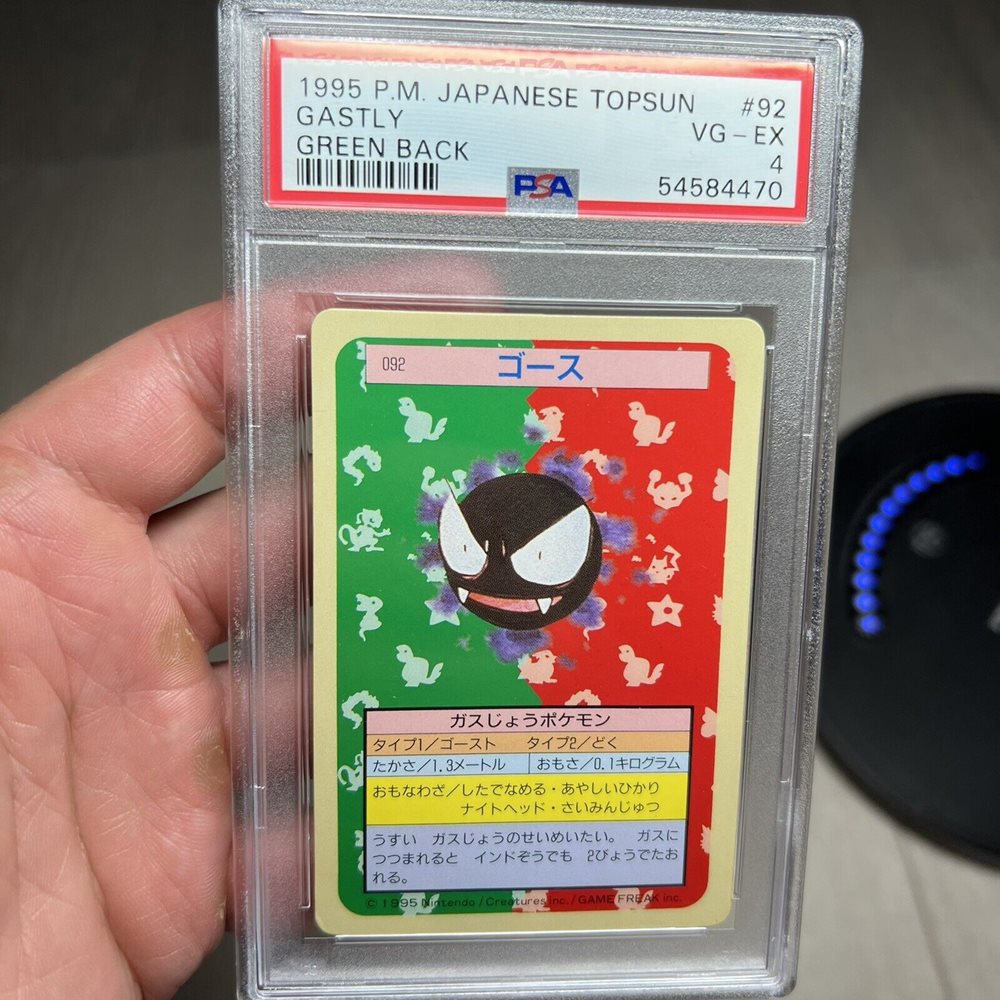 1995 P.M. JAPANESE TOPSUN #92
GASTLY VG - EX
GREEN BACK 4
PSA 54584470
092 ゴース
ガスじょうポケモン
タイプ1/ゴースト タイプ2/どく
たかさ/1.3メートル おもさ/0.1キログラム
おもなわざ/したでなめる・あやしいひかり
ナイトヘッド・さいみんじゅつ
うすい ガスじょうのせいめいたい。 ガスに
つつまれると インドぞうでも 2びょうでたお
れる。
© 1995 Nintendo / Creatures inc. / GAME FREAK inc.